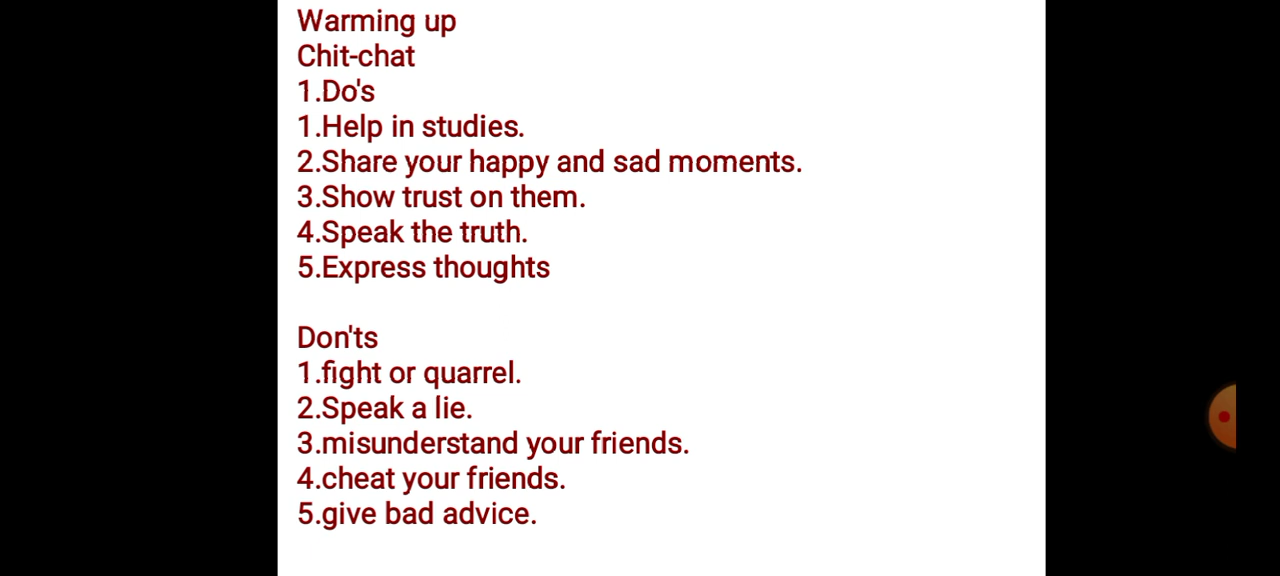 Warming up
Chit-chat
1.Do's
1.Help in studies.
2.Share your happy and sad moments.
3.Show trust on them.
4.Speak the truth.
5.Express thoughts
Don'ts
1.fight or quarrel.
2.Speak a lie.
3.misunderstand your friends.
4.cheat your friends.
5.give bad advice.